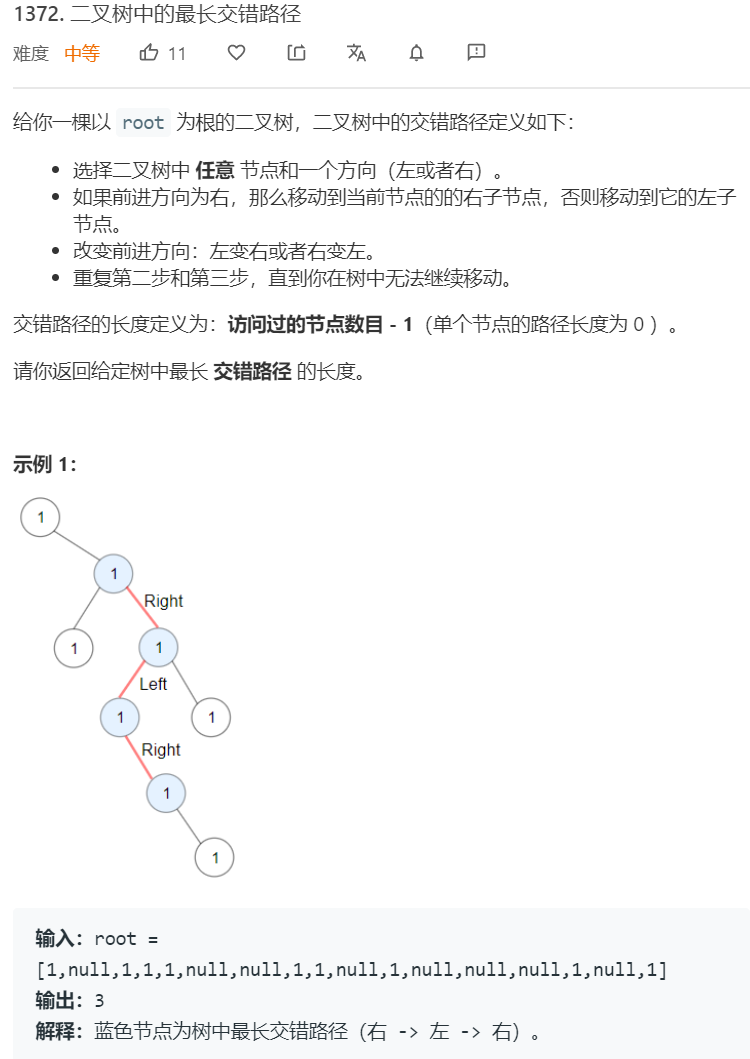 1372. 二叉树中的最长交错路径
难度 中等 11
给你一棵以 root 为根的二叉树，二叉树中的交错路径定义如下：
选择二叉树中 任意 节点和一个方向（左或者右）。
如果前进方向为右，那么移动到当前节点的的右子节点，否则移动到它的左子
节点。
改变前进方向：左变右或者右变左。
重复第二步和第三步，直到你在树中无法继续移动。
交错路径的长度定义为：访问过的节点数目 - 1（单个节点的路径长度为 0 ）。
请你返回给定树中最长 交错路径 的长度。
示例 1：
1
1
Right
1
1
Left
1
1
Right
1
1
输入：root =
[1,null,1,1,1,null,null,1,1,null,1,null,null,null,1,null,1]
输出：3
解释：蓝色节点为树中最长交错路径（右 -> 左 -> 右）。